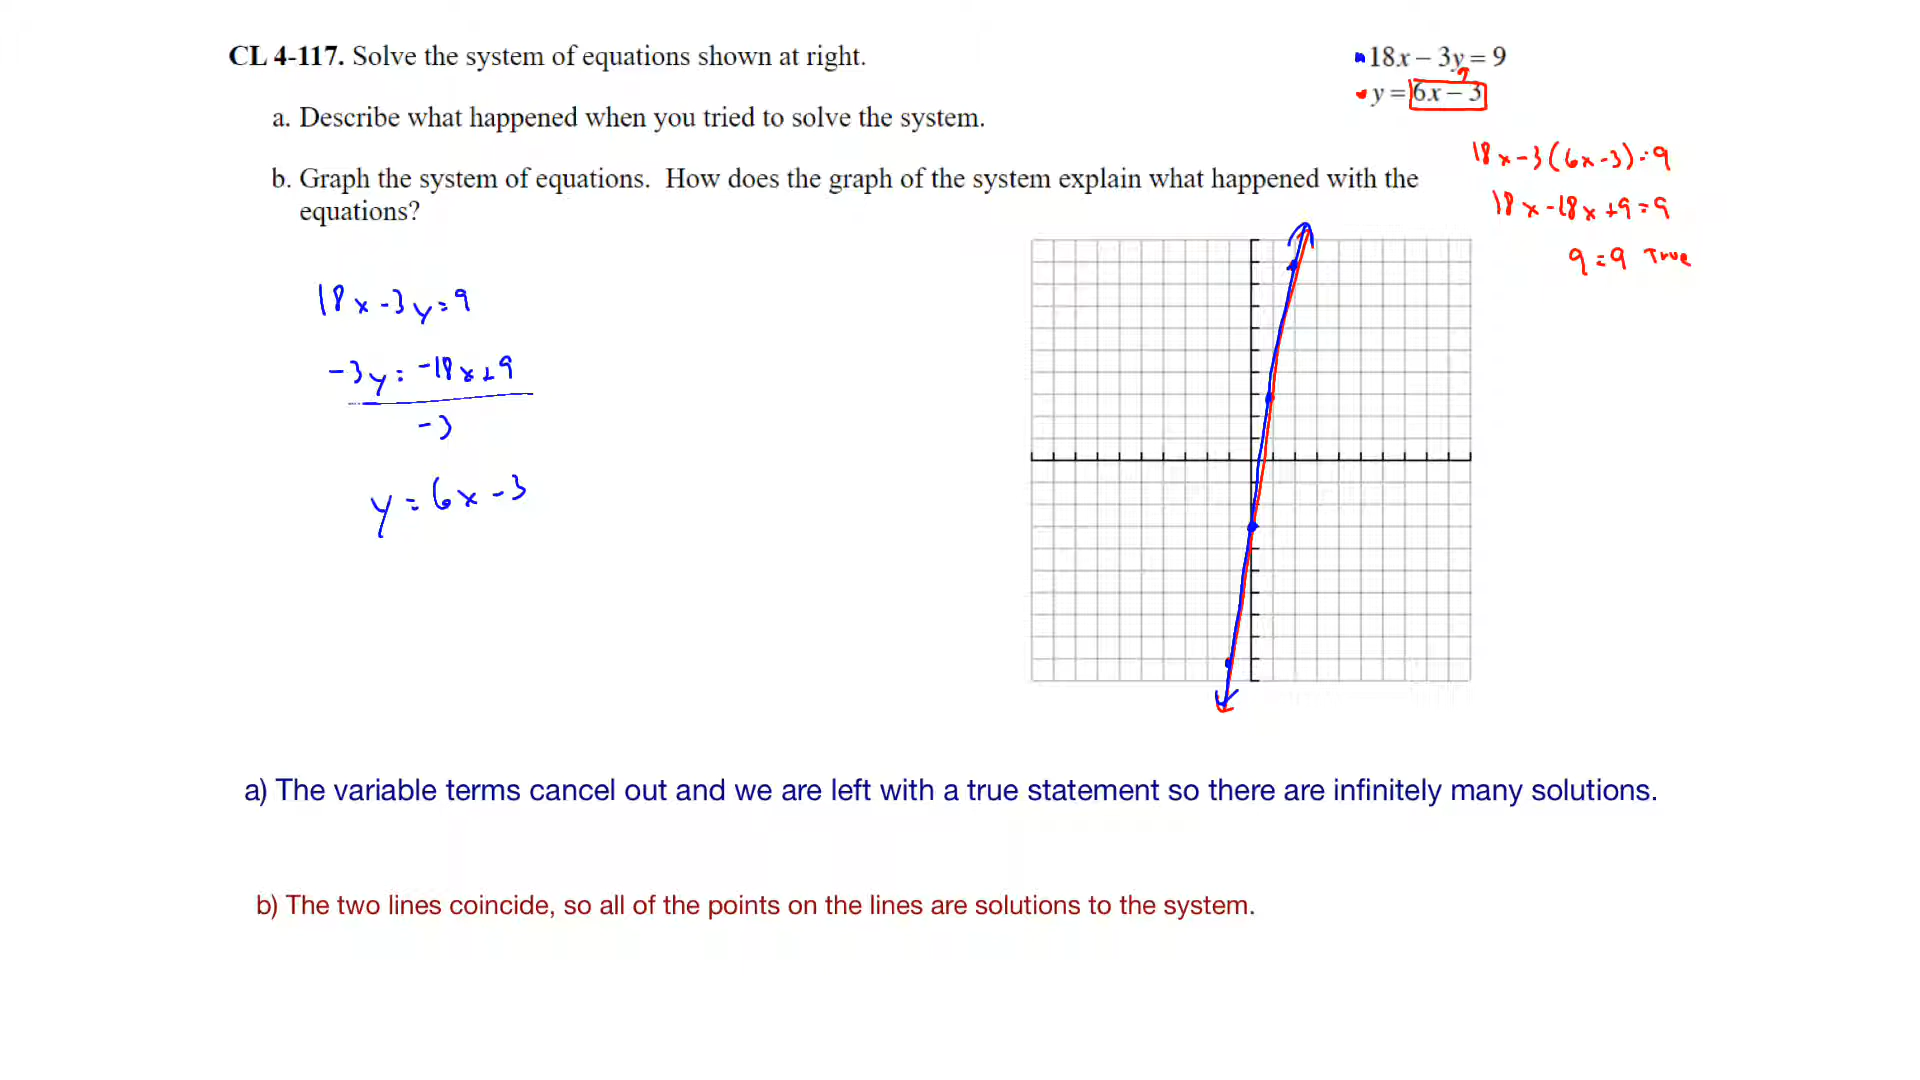 CL 4-117. Solve the system of equations shown at right.
18x – 3y = 9
y = 6x – 3
a. Describe what happened when you tried to solve the system.
b. Graph the system of equations. How does the graph of the system explain what happened with the
equations?
18x-3(6x-3)=9
18x-18x+9=9
9=9 True
18x-3y=9
-3y=-18x+9
-3
y=6x-3
a) The variable terms cancel out and we are left with a true statement so there are infinitely many solutions.
b) The two lines coincide, so all of the points on the lines are solutions to the system.